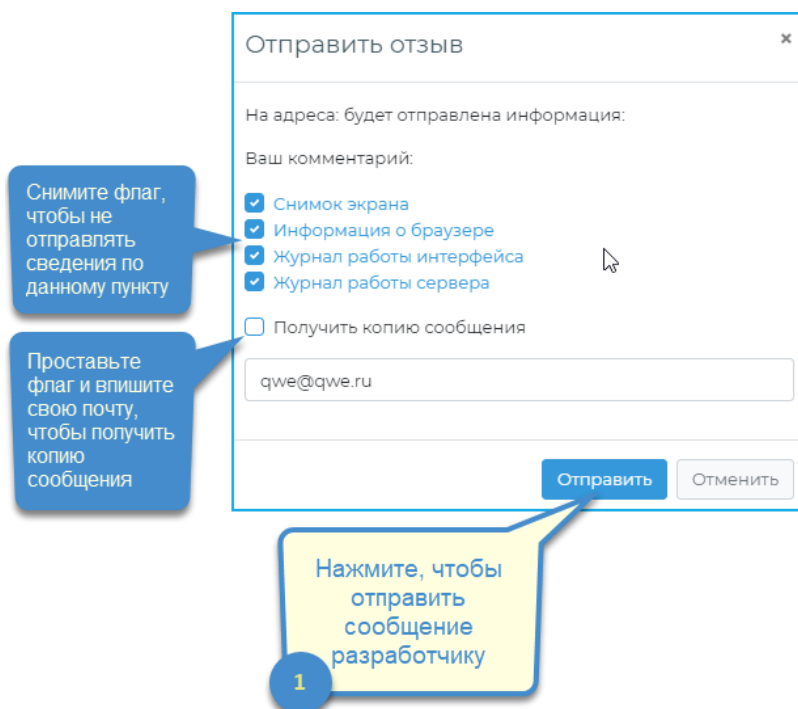 Отправить отзыв
×
На адреса: будет отправлена информация:
Ваш комментарий:
Снимите флаг,
чтобы не
отправлять
сведения по
данному пункту
Снимок экрана
Информация о браузере
Журнал работы интерфейса
Журнал работы сервера
Получить копию сообщения
Проставьте
флаг и впишите
свою почту,
чтобы получить
копию
сообщения
qwe@qwe.ru
Отправить
Отменить
Нажмите, чтобы
отправить
сообщение
разработчику
1